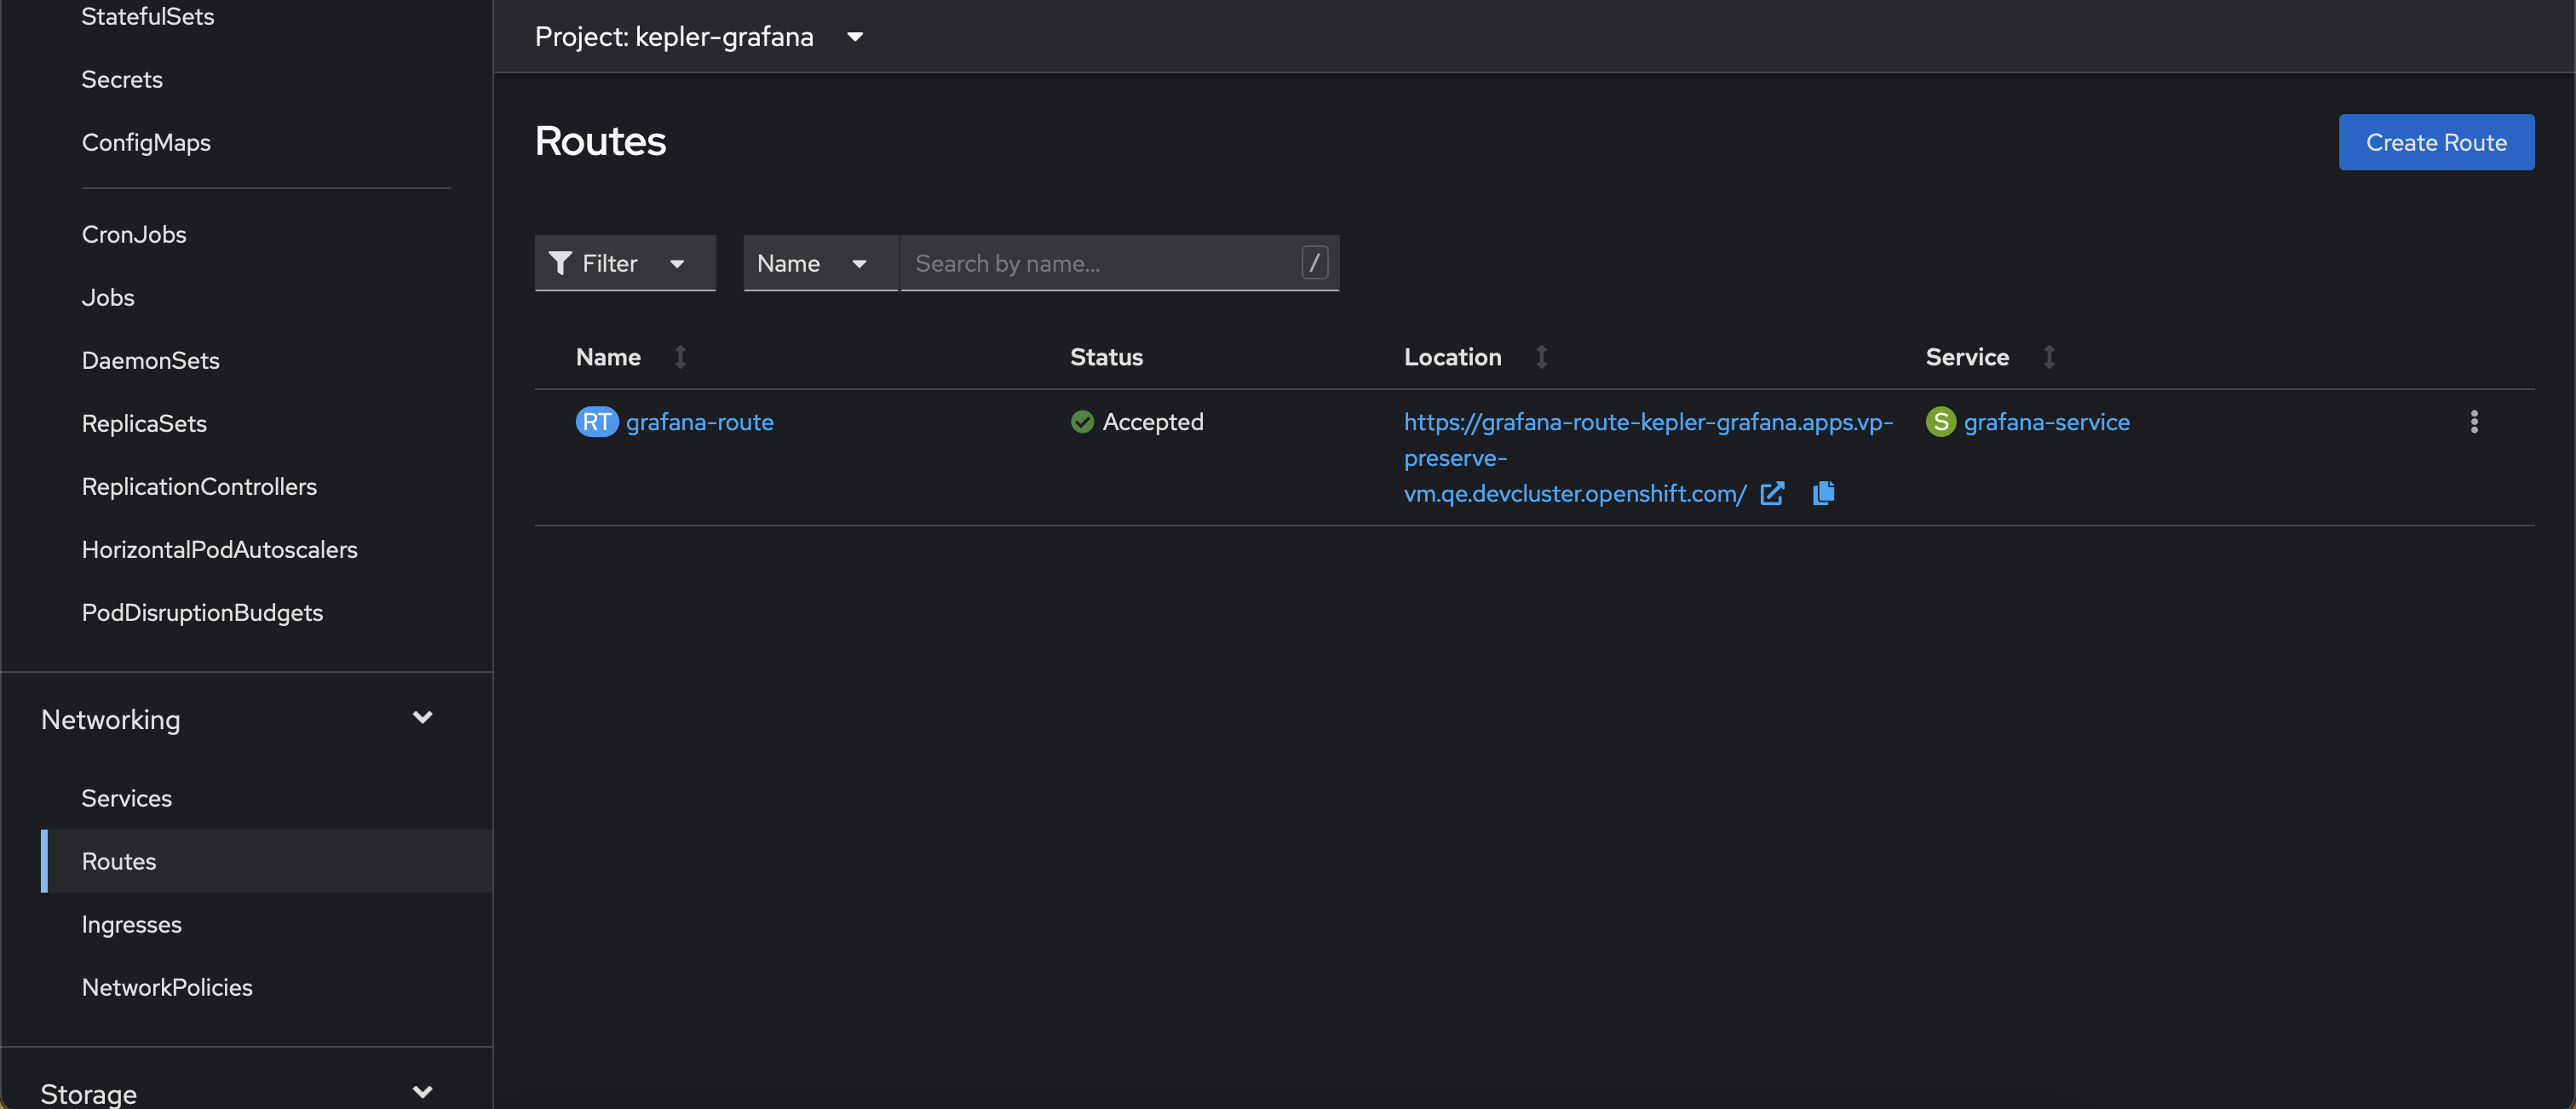 StatefulSets
Secrets
ConfigMaps
CronJobs
Jobs
DaemonSets
ReplicaSets
ReplicationControllers
HorizontalPodAutoscalers
PodDisruptionBudgets
Networking
Services
Routes
Ingresses
NetworkPolicies
Storage
Project: kepler-grafana
Routes
Create Route
Filter
Name
Search by name...
/
Name
Status
Location
Service
RT grafana-route
Accepted
https://grafana-route-kepler-grafana.apps.vp-
preserve-
vm.qe.devcluster.openshift.com/
S grafana-service